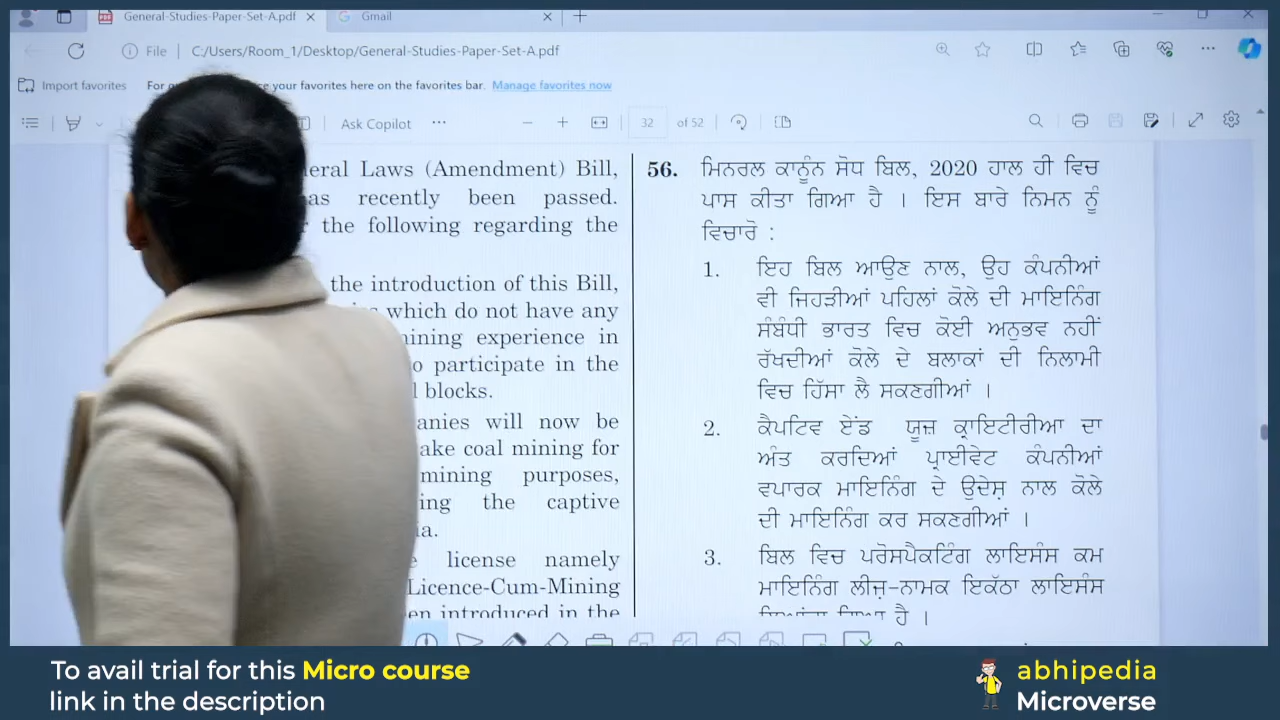 General-Studies-Paper-Set-A.pdf
Gmail
File
C:/Users/Room_1/Desktop/General-Studies-Paper-Set-A.pdf
Import favorites
your favorites here on the favorites bar. Manage favorites now
Ask Copilot
32 of 52
Laws (Amendment) Bill,
recently been passed.
the following regarding the
the introduction of this Bill,
which do not have any
experience in
participate in the
blocks.
will now be
coal mining for
mining purposes,
the captive
license namely
Licence-Cum-Mining
introduced in the
56. ਮਿਨਰਲ ਕਾਨੂੰਨ ਸੋਧ ਬਿਲ, 2020 ਹਾਲ ਹੀ ਵਿਚ
ਪਾਸ ਕੀਤਾ ਗਿਆ ਹੈ । ਇਸ ਬਾਰੇ ਨਿਮਨ ਨੂੰ
ਵਿਚਾਰੋ :
1. ਇਹ ਬਿਲ ਆਉਣ ਨਾਲ, ਉਹ ਕੰਪਨੀਆਂ
ਵੀ ਜਿਹੜੀਆਂ ਪਹਿਲਾਂ ਕੋਲੇ ਦੀ ਮਾਇਨਿੰਗ
ਸੰਬੰਧੀ ਭਾਰਤ ਵਿਚ ਕੋਈ ਅਨੁਭਵ ਨਹੀਂ
ਰੱਖਦੀਆਂ ਕੋਲੇ ਦੇ ਬਲਾਕਾਂ ਦੀ ਨਿਲਾਮੀ
ਵਿਚ ਹਿੱਸਾ ਲੈ ਸਕਣਗੀਆਂ ।
2. ਕੈਪਟਿਵ ਏਂਡ ਯੂਜ਼ ਕ੍ਰਾਇਟੀਰੀਆ ਦਾ
ਅੰਤ ਕਰਦਿਆਂ ਪ੍ਰਾਈਵੇਟ ਕੰਪਨੀਆਂ
ਵਪਾਰਕ ਮਾਇਨਿੰਗ ਦੇ ਉਦੇਸ਼ ਨਾਲ ਕੋਲੇ
ਦੀ ਮਾਇਨਿੰਗ ਕਰ ਸਕਣਗੀਆਂ ।
3. ਬਿਲ ਵਿਚ ਪਰੋਸਪੈਕਟਿੰਗ ਲਾਇਸੰਸ ਕਮ
ਮਾਇਨਿੰਗ ਲੀਜ਼-ਨਾਮਕ ਇਕੱਠਾ ਲਾਇਸੰਸ
ਹੈ ।
To avail trial for this Micro course
link in the description
abhipedia
Microverse